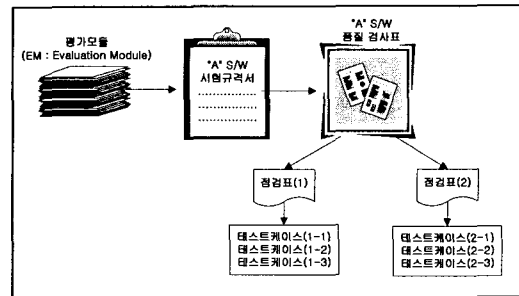 평가모듈
(EM : Evaluation Module)
"A" S/W
시험규격서
"A" S/W
품질 검사표
점검표(1)
점검표(2)
테스트케이스(1-1)
테스트케이스(1-2)
테스트케이스(1-3)
테스트케이스(2-1)
테스트케이스(2-2)
테스트케이스(2-3)